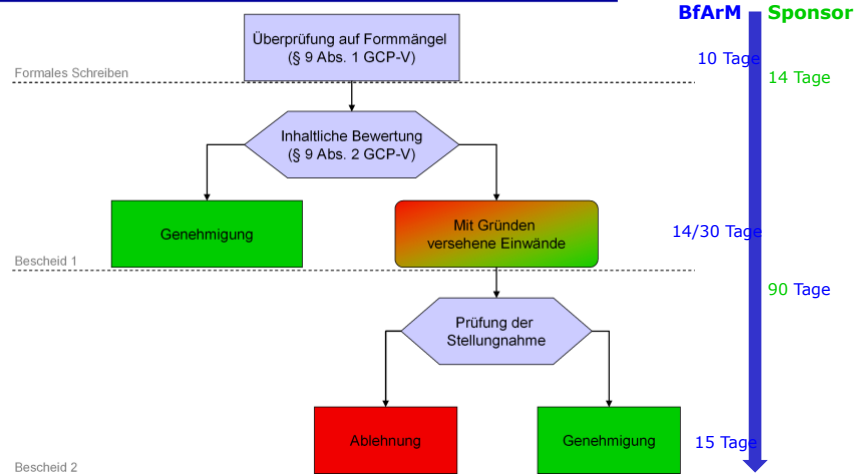 BfArM
Sponsor
Überprüfung auf Formmängel
(§ 9 Abs. 1 GCP-V)
10 Tage
Formales Schreiben
14 Tage
Inhaltliche Bewertung
(§ 9 Abs. 2 GCP-V)
Genehmigung
Mit Gründen
versehene Einwände
14/30 Tage
Bescheid 1
90 Tage
Prüfung der
Stellungnahme
Ablehnung
Genehmigung
15 Tage
Bescheid 2